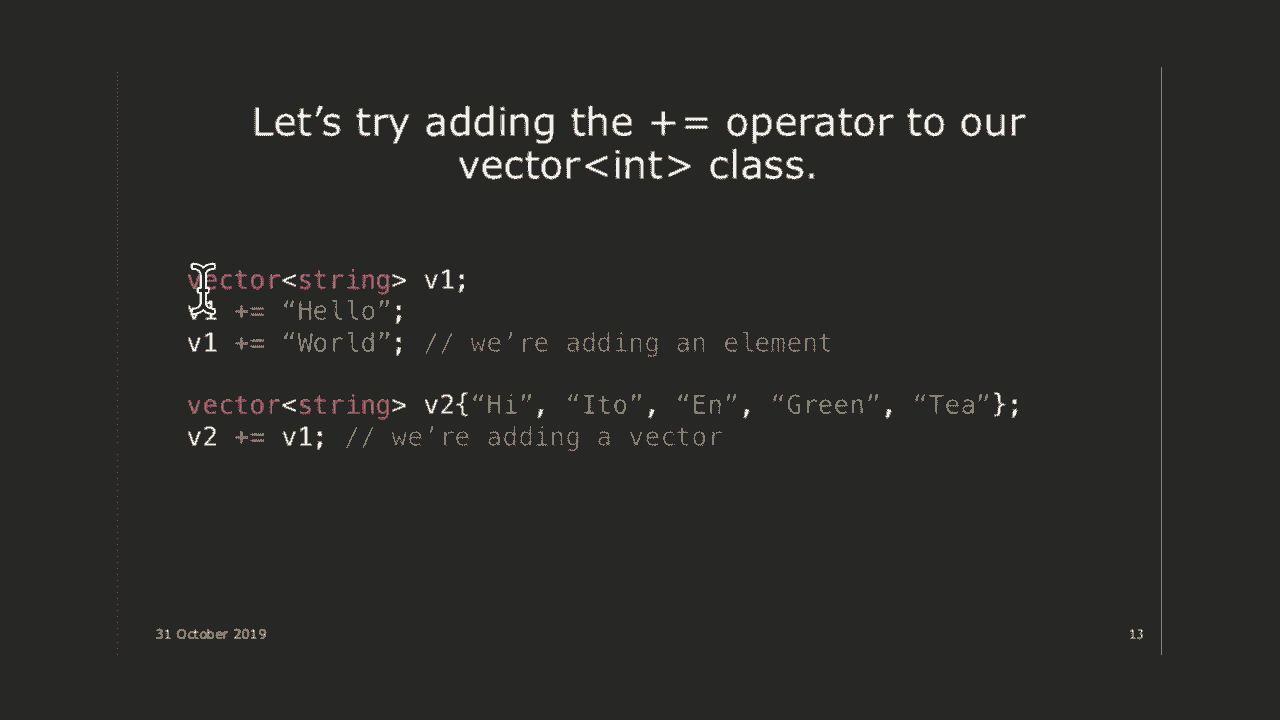 Let’s try adding the += operator to our
vector<int> class.
vector<string> v1;
v1 += “Hello”;
v1 += “World”; // we’re adding an element
vector<string> v2{“Hi”, “Ito”, “En”, “Green”, “Tea”};
v2 += v1; // we’re adding a vector
31 October 2019
13